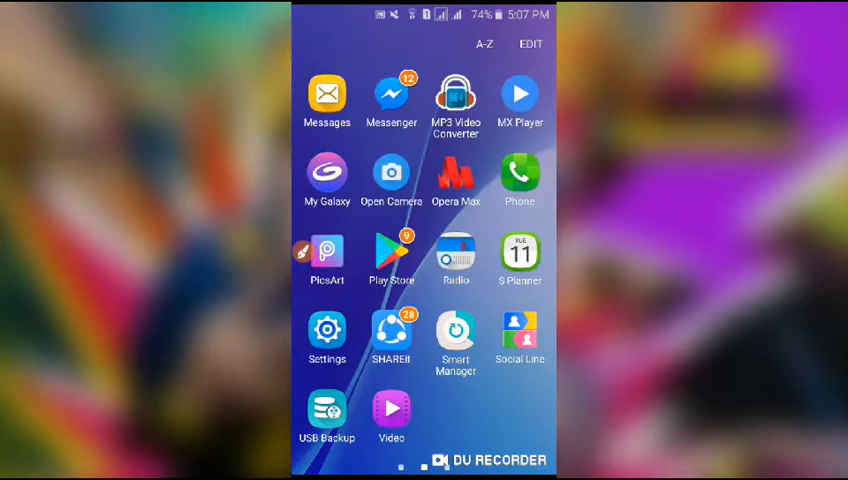 74% 5:07 PM
A-Z EDIT
12
Messages Messenger MP3 Video Converter MX Player
My Galaxy Open Camera Opera Max Phone
9
TUE
11
PicsArt Play Store Radio S Planner
28
Settings SHAREit Smart Manager Social Line
USB Backup Video
DU RECORDER